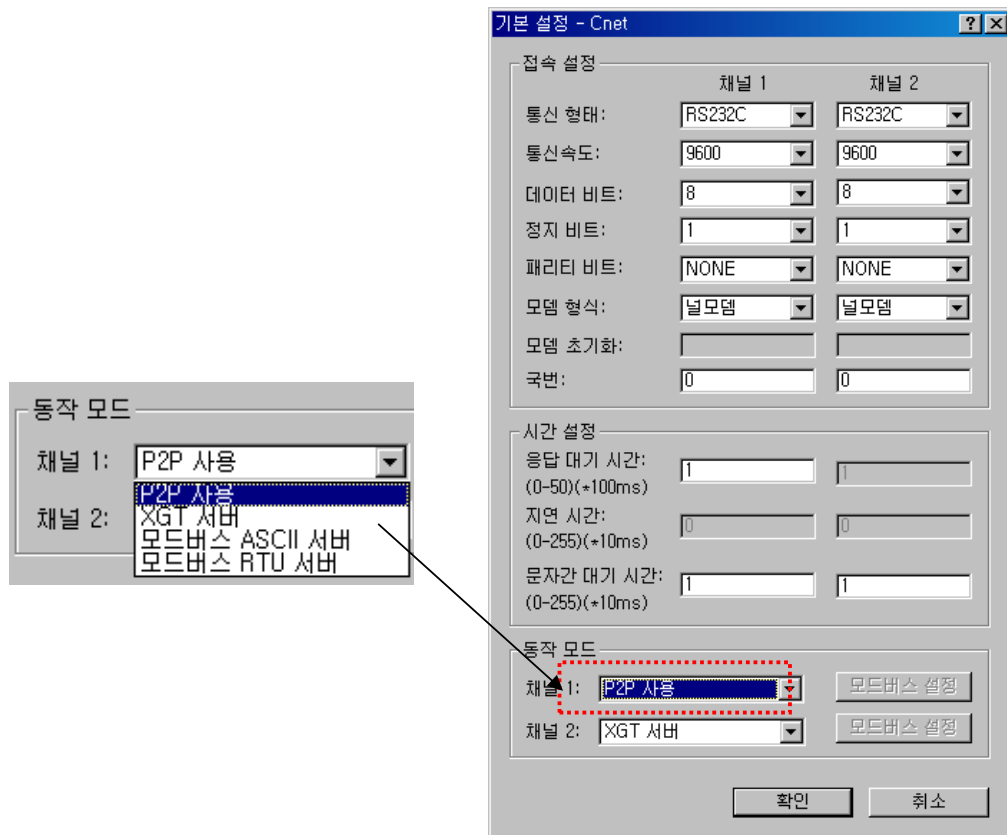 기본 설정 - Cnet
접속 설정
채널 1 채널 2
통신 형태: RS232C RS232C
통신속도: 9600 9600
데이터 비트: 8 8
정지 비트: 1 1
패리티 비트: NONE NONE
모뎀 형식: 널모뎀 널모뎀
모뎀 초기화:
국번: 0 0
시간 설정
응답 대기 시간: 1 1
(0-50)(*100ms)
지연 시간: 0 0
(0-255)(*10ms)
문자간 대기 시간: 1 1
(0-255)(*10ms)
동작 모드
채널 1: P2P 사용 모드버스 설정
채널 2: XGT 서버 모드버스 설정
확인 취소
동작 모드
채널 1: P2P 사용
P2P 사용
XGT 서버
채널 2:
모드버스 ASCII 서버
모드버스 RTU 서버